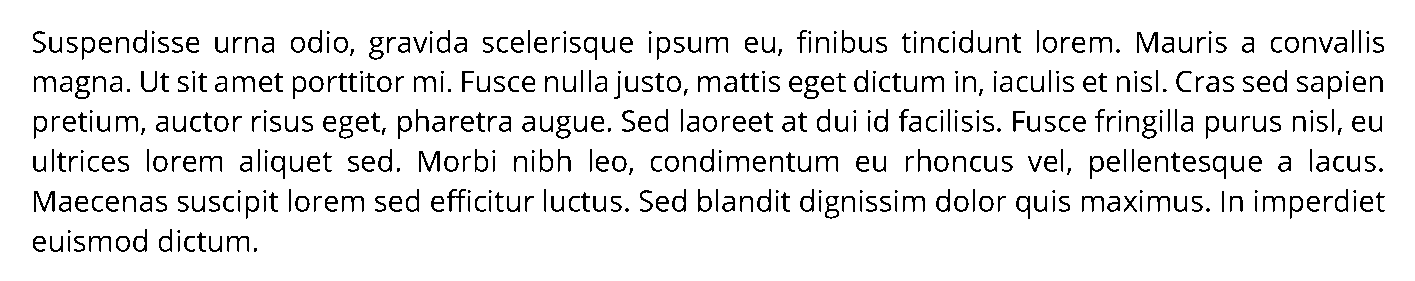 Suspendisse urna odio, gravida scelerisque ipsum eu, finibus tincidunt lorem. Mauris a convallis
magna. Ut sit amet porttitor mi. Fusce nulla justo, mattis eget dictum in, iaculis et nisl. Cras sed sapien
pretium, auctor risus eget, pharetra augue. Sed laoreet at dui id facilisis. Fusce fringilla purus nisl, eu
ultrices lorem aliquet sed. Morbi nibh leo, condimentum eu rhoncus vel, pellentesque a lacus.
Maecenas suscipit lorem sed efficitur luctus. Sed blandit dignissim dolor quis maximus. In imperdiet
euismod dictum.